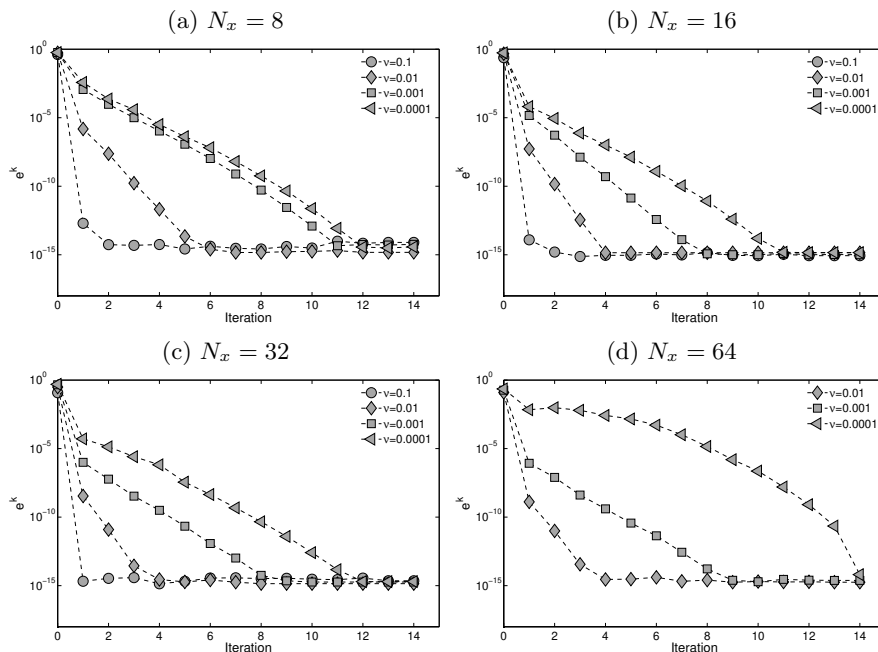 (a) N_x = 8
10^0
10^-5
10^-10
10^-15
e^k
0 2 4 6 8 10 12 14
Iteration
ν=0.1
ν=0.01
ν=0.001
ν=0.0001
(b) N_x = 16
10^0
10^-5
10^-10
10^-15
e^k
0 2 4 6 8 10 12 14
Iteration
ν=0.1
ν=0.01
ν=0.001
ν=0.0001
(c) N_x = 32
10^0
10^-5
10^-10
10^-15
e^k
0 2 4 6 8 10 12 14
Iteration
ν=0.1
ν=0.01
ν=0.001
ν=0.0001
(d) N_x = 64
10^0
10^-5
10^-10
10^-15
e^k
0 2 4 6 8 10 12 14
Iteration
ν=0.01
ν=0.001
ν=0.0001